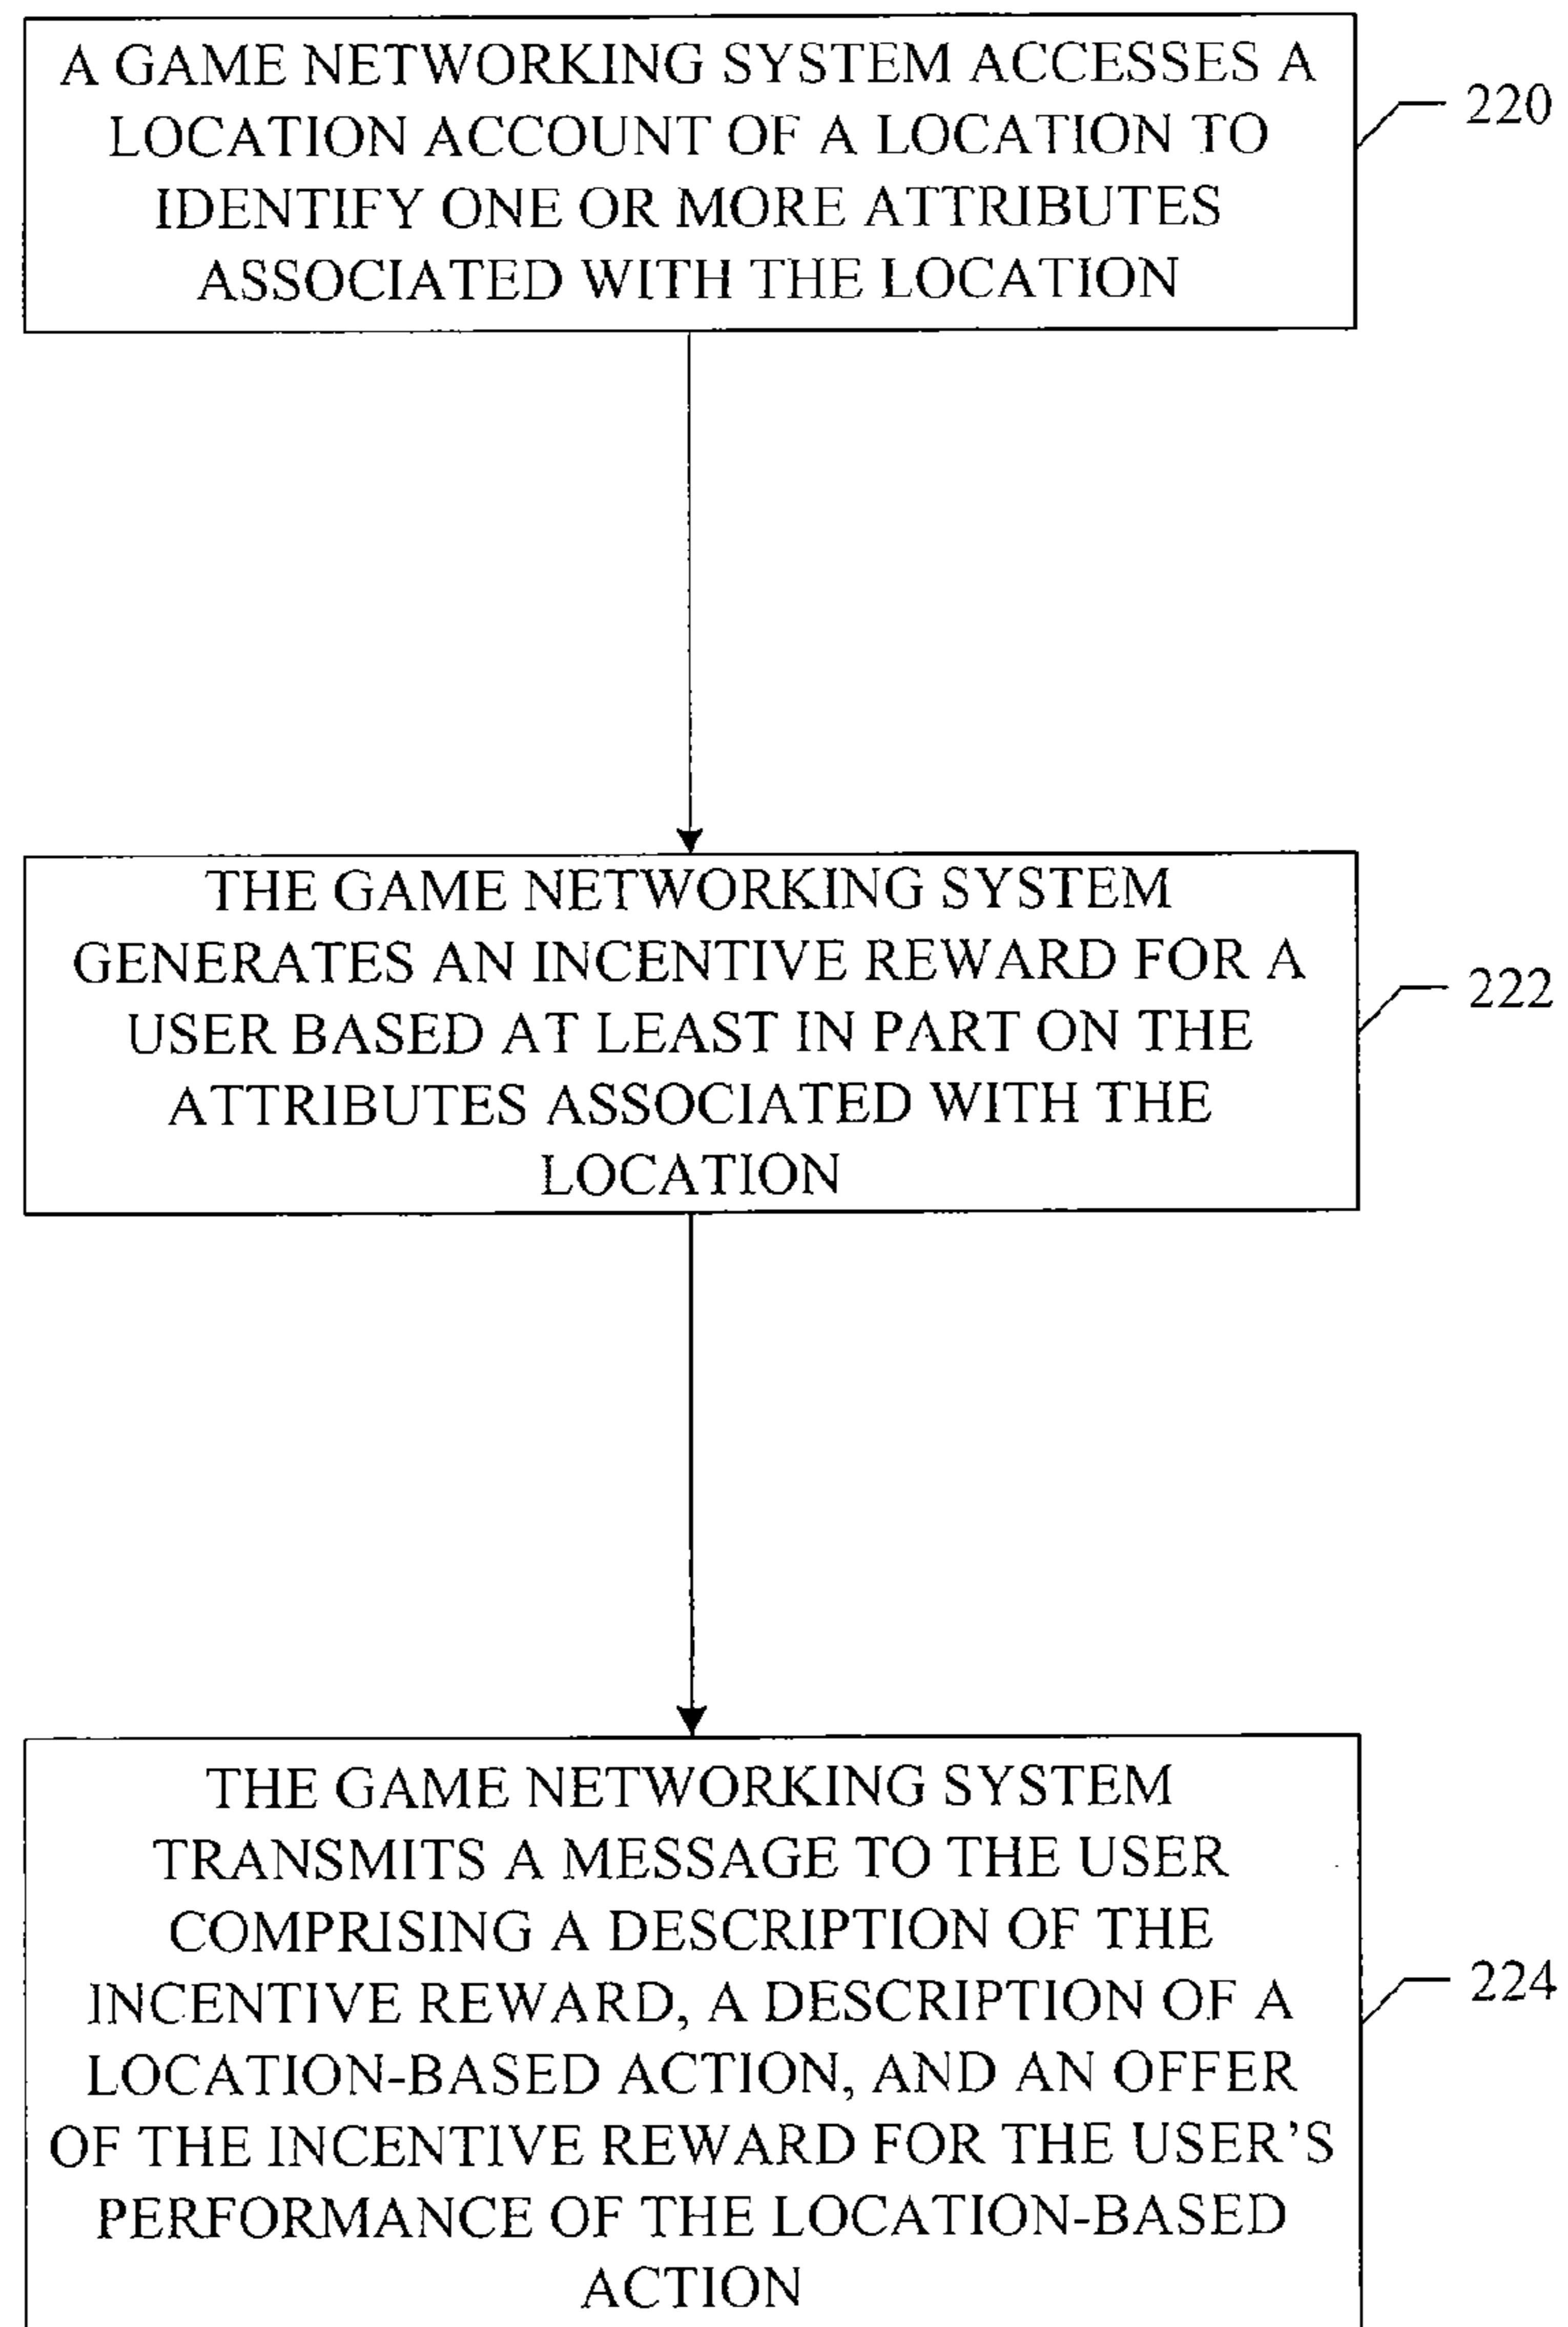 A GAME NETWORKING SYSTEM ACCESSES A
LOCATION ACCOUNT OF A LOCATION TO
IDENTIFY ONE OR MORE ATTRIBUTES
ASSOCIATED WITH THE LOCATION
220
THE GAME NETWORKING SYSTEM
GENERATES AN INCENTIVE REWARD FOR A
USER BASED AT LEAST IN PART ON THE
ATTRIBUTES ASSOCIATED WITH THE
LOCATION
222
THE GAME NETWORKING SYSTEM
TRANSMITS A MESSAGE TO THE USER
COMPRISING A DESCRIPTION OF THE
INCENTIVE REWARD, A DESCRIPTION OF A
LOCATION-BASED ACTION, AND AN OFFER
OF THE INCENTIVE REWARD FOR THE USER'S
PERFORMANCE OF THE LOCATION-BASED
ACTION
224